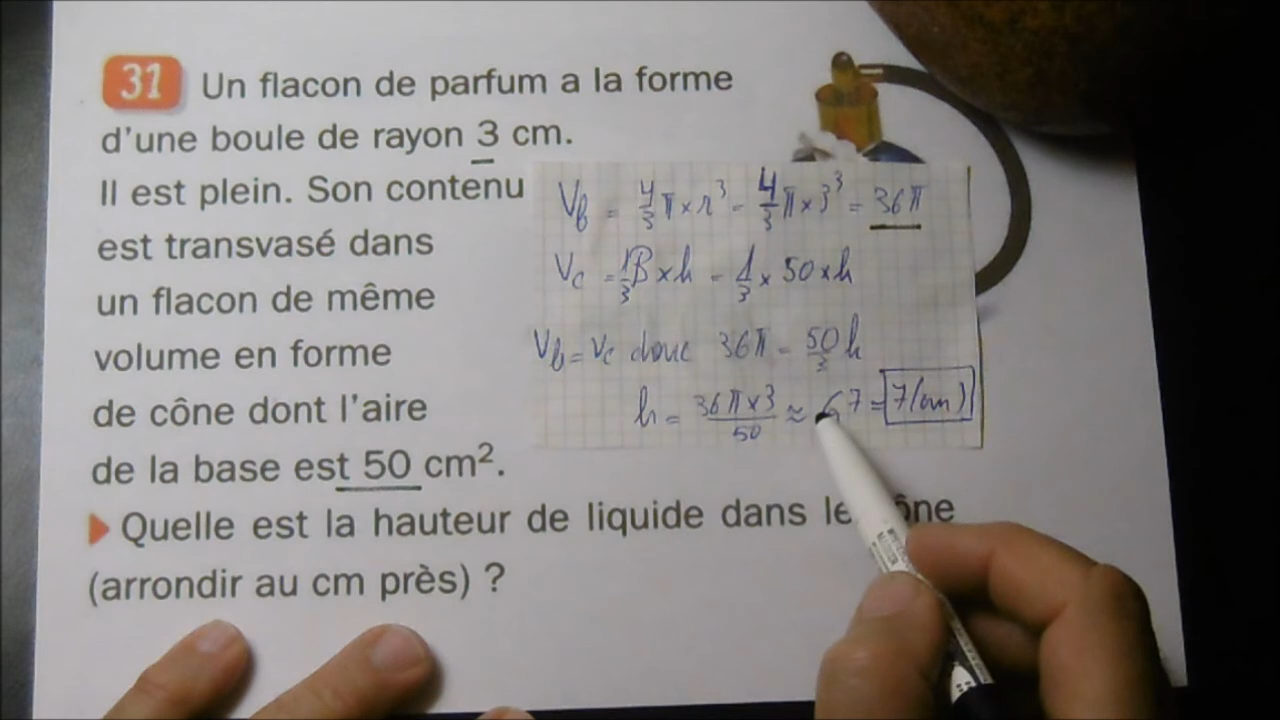 31 Un flacon de parfum a la forme
d'une boule de rayon 3 cm.
Il est plein. Son contenu
est transvasé dans
un flacon de même
volume en forme
de cône dont l'aire
de la base est 50 cm².
Quelle est la hauteur de liquide dans le ône
(arrondir au cm près) ?
Vb = 4/3 π × r³ = 4/3 π × 3³ = 36π
Vc = 1/3 B × h = 1/3 × 50 × h
Vb = Vc donc 36π = 50/3 h
h = 36π × 3 / 50 ≈ 6,7 = 7 (cm)